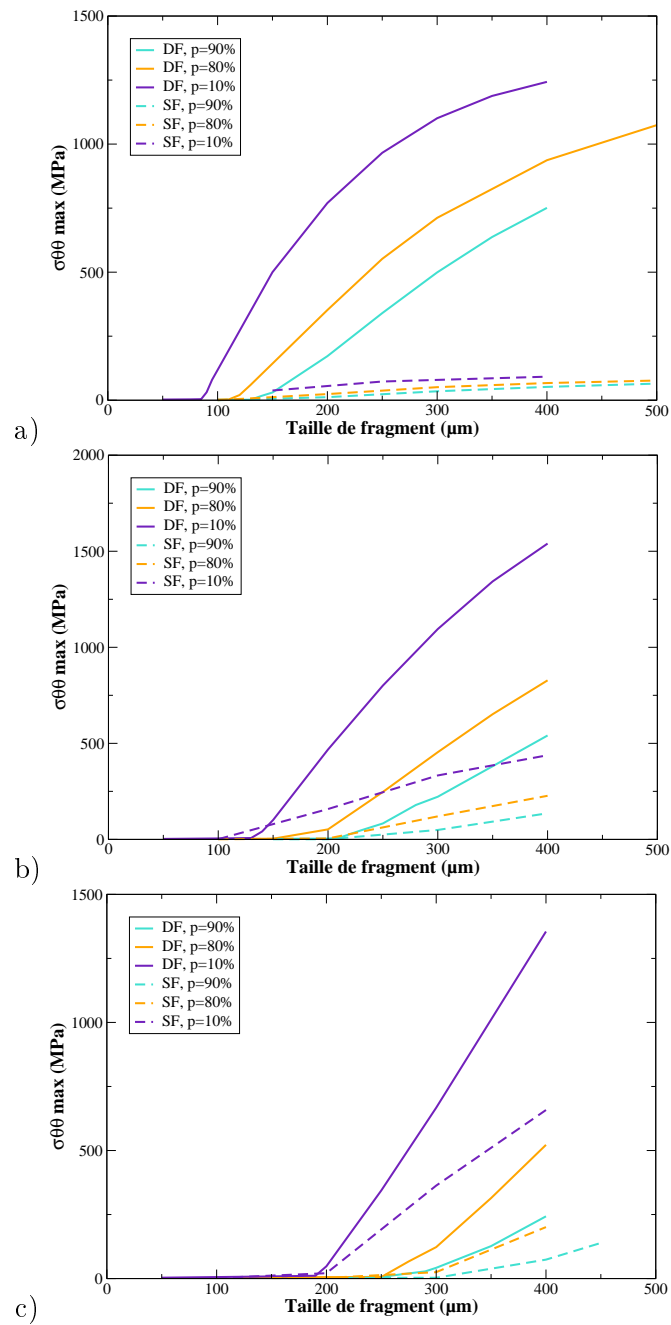 1500
DF, p=90%
DF, p=80%
DF, p=10%
SF, p=90%
SF, p=80%
SF, p=10%
1000
σθθ max (MPa)
500
0
0 100 200 300 400 500
Taille de fragment (µm)
a)
2000
DF, p=90%
DF, p=80%
DF, p=10%
SF, p=90%
SF, p=80%
SF, p=10%
1500
1000
σθθ max (MPa)
500
0
0 100 200 300 400 500
Taille de fragment (µm)
b)
1500
DF, p=90%
DF, p=80%
DF, p=10%
SF, p=90%
SF, p=80%
SF, p=10%
1000
σθθ max (MPa)
500
0
0 100 200 300 400 500
Taille de fragment (µm)
c)